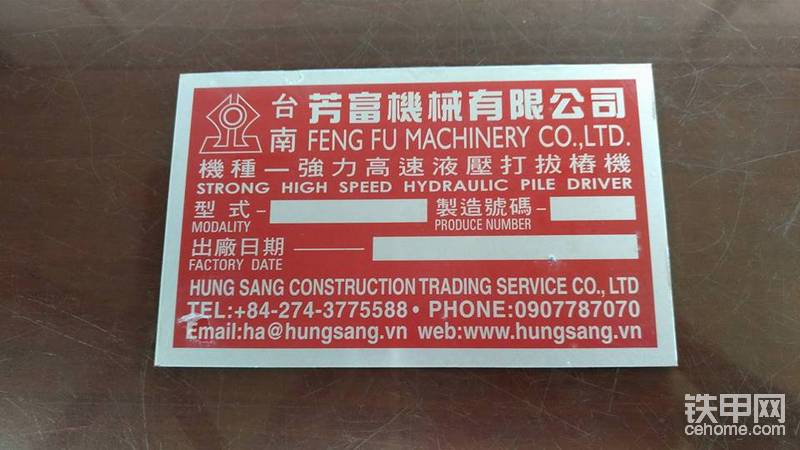 台南 芳富機械有限公司
FENG FU MACHINERY CO.,LTD.
機種－強力高速液壓打拔樁機
STRONG HIGH SPEED HYDRAULIC PILE DRIVER
型式－ 製造號碼－
MODALITY PRODUCE NUMBER
出廠日期——
FACTORY DATE
HUNG SANG CONSTRUCTION TRADING SERVICE CO., LTD
TEL:+84-274-3775588 • PHONE:0907787070
Email:ha@hungsang.vn web:www.hungsang.vn
铁甲网
cehome.com